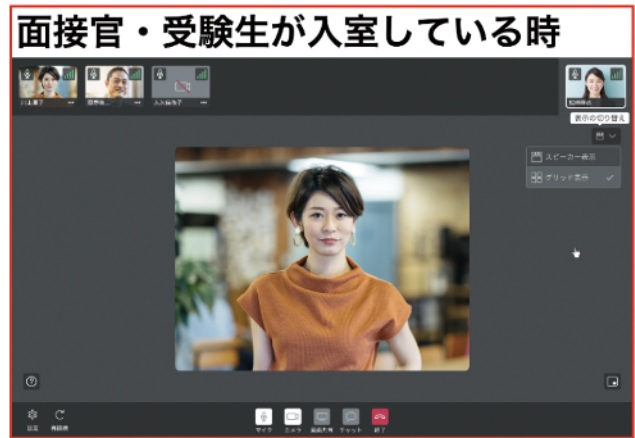 面接官・受験生が入室している時
表示の切り替え
スピーカー表示
グリッド表示
設定
再接続
マイク
カメラ
画面共有
チャット
終了